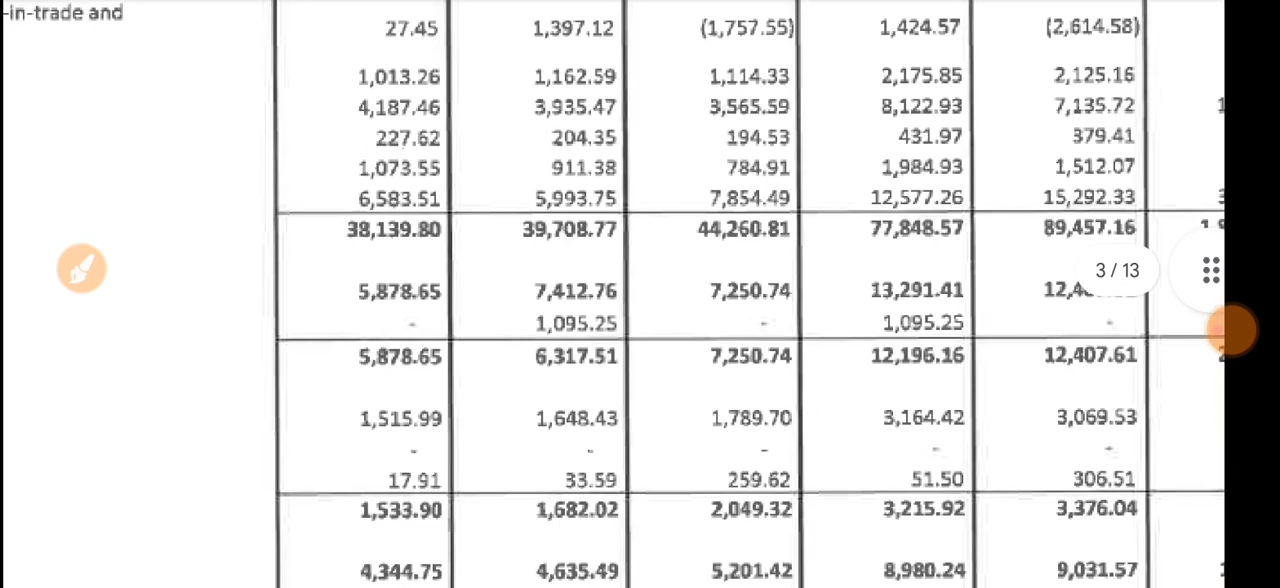 -in-trade and
27.45 1,397.12 (1,757.55) 1,424.57 (2,614.58)
1,013.26 1,162.59 1,114.33 2,175.85 2,125.16
4,187.46 3,935.47 3,565.59 8,122.93 7,135.72
227.62 204.35 194.53 431.97 379.41
1,073.55 911.38 784.91 1,984.93 1,512.07
6,583.51 5,993.75 7,854.49 12,577.26 15,292.33
38,139.80 39,708.77 44,260.81 77,848.57 89,457.16
3 / 13
5,878.65 7,412.76 7,250.74 13,291.41
- 1,095.25 - 1,095.25 -
5,878.65 6,317.51 7,250.74 12,196.16 12,407.61
1,515.99 1,648.43 1,789.70 3,164.42 3,069.53
- - - - -
17.91 33.59 259.62 51.50 306.51
1,533.90 1,682.02 2,049.32 3,215.92 3,376.04
4,344.75 4,635.49 5,201.42 8,980.24 9,031.57